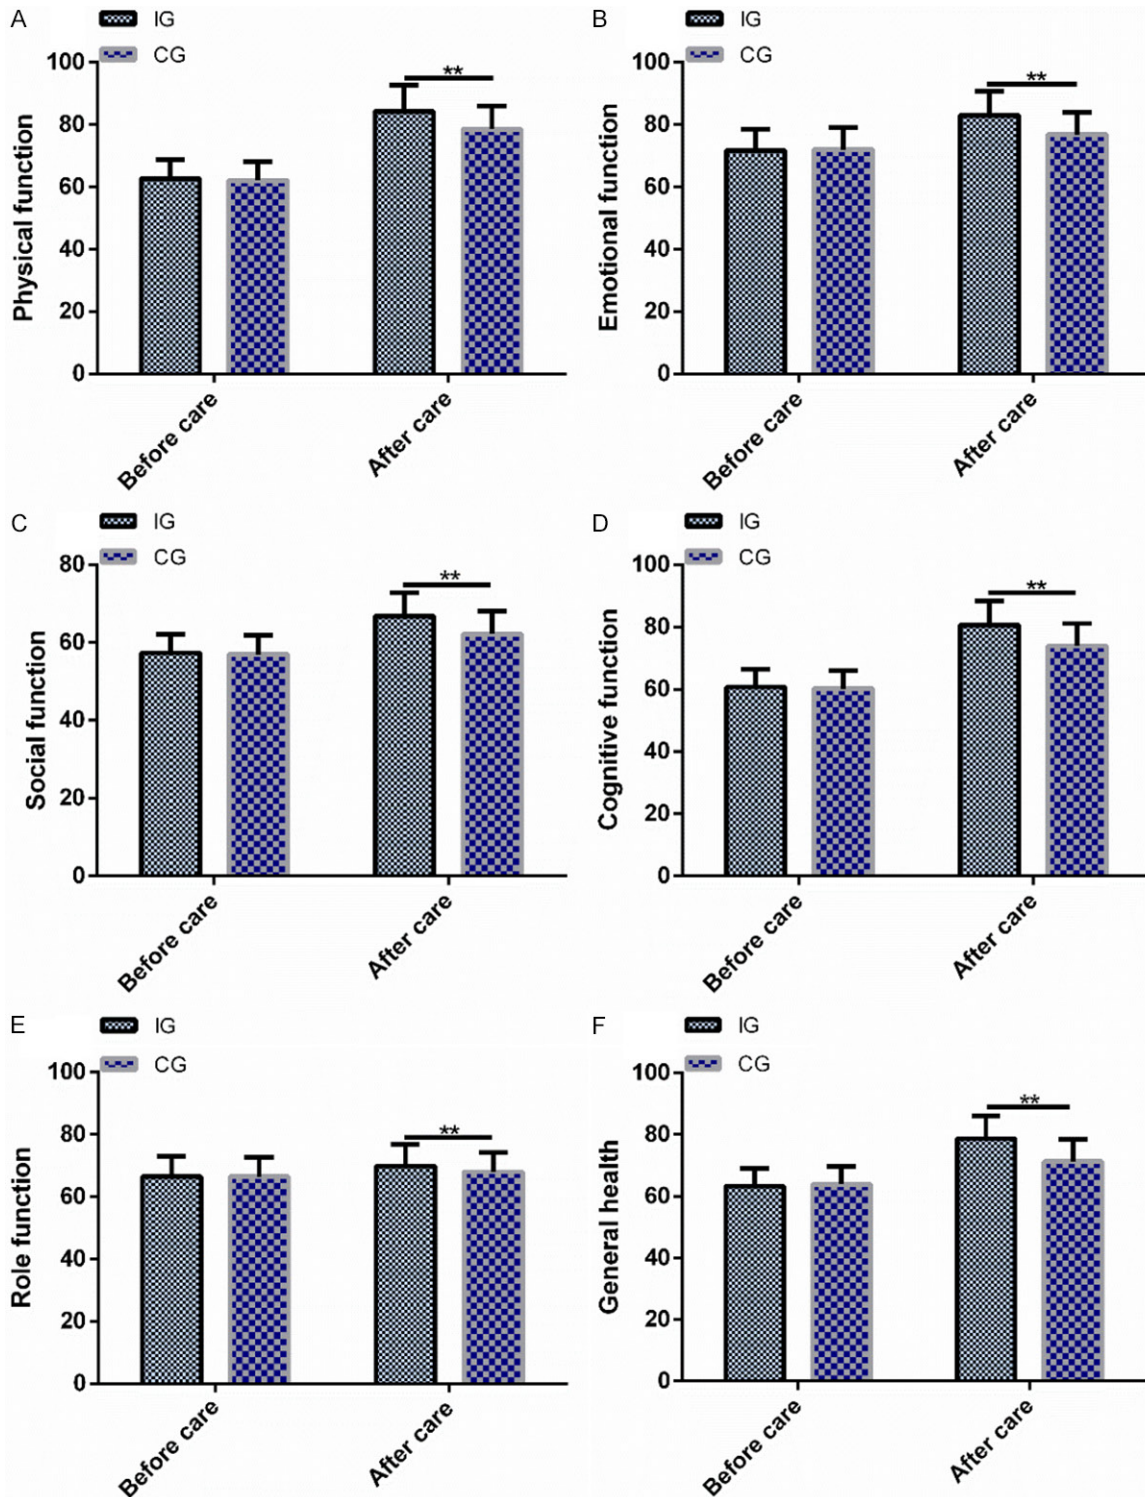 A
IG
CG
Physical function
100
80
60
40
20
0
**
Before care
After care
B
IG
CG
Emotional function
100
80
60
40
20
0
**
Before care
After care
C
IG
CG
Social function
80
60
40
20
0
**
Before care
After care
D
IG
CG
Cognitive function
100
80
60
40
20
0
**
Before care
After care
E
IG
CG
Role function
100
80
60
40
20
0
**
Before care
After care
F
IG
CG
General health
100
80
60
40
20
0
**
Before care
After care